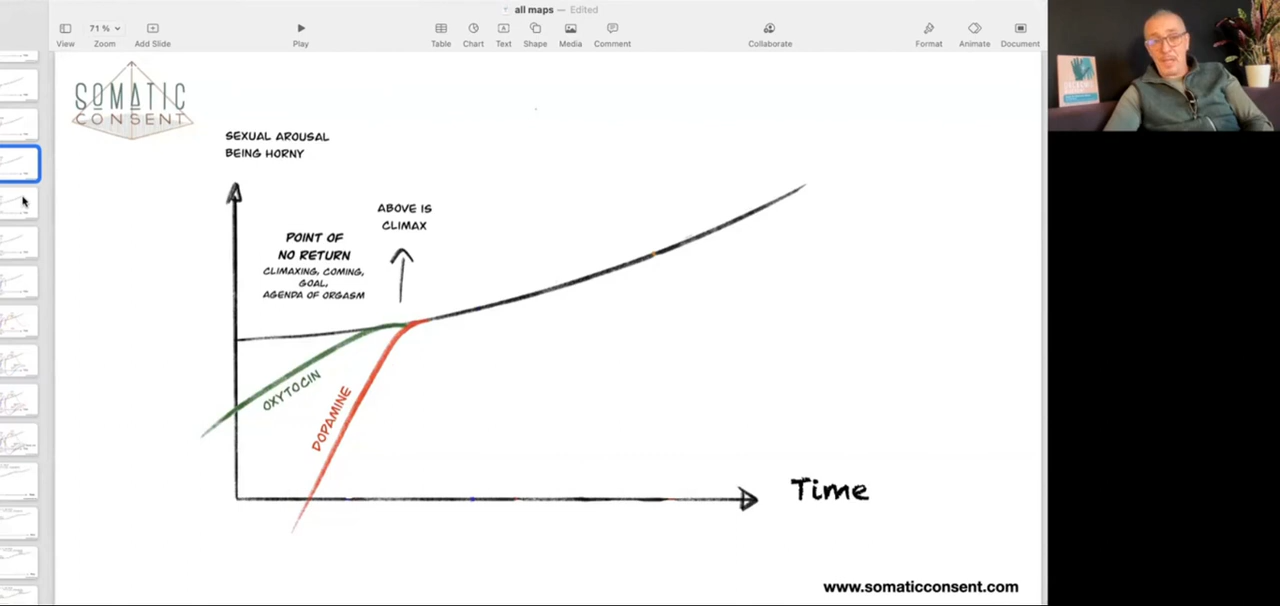 all maps — Edited
71 %
View
Zoom
Add Slide
Play
Table
Chart
Text
Shape
Media
Comment
Collaborate
Format
Animate
Document
SOMATIC
CONSENT
SEXUAL AROUSAL
BEING HORNY
ABOVE IS
CLIMAX
POINT OF
NO RETURN
CLIMAXING, COMING,
GOAL,
AGENDA OF ORGASM
OXYTOCIN
DOPAMINE
Time
www.somaticconsent.com